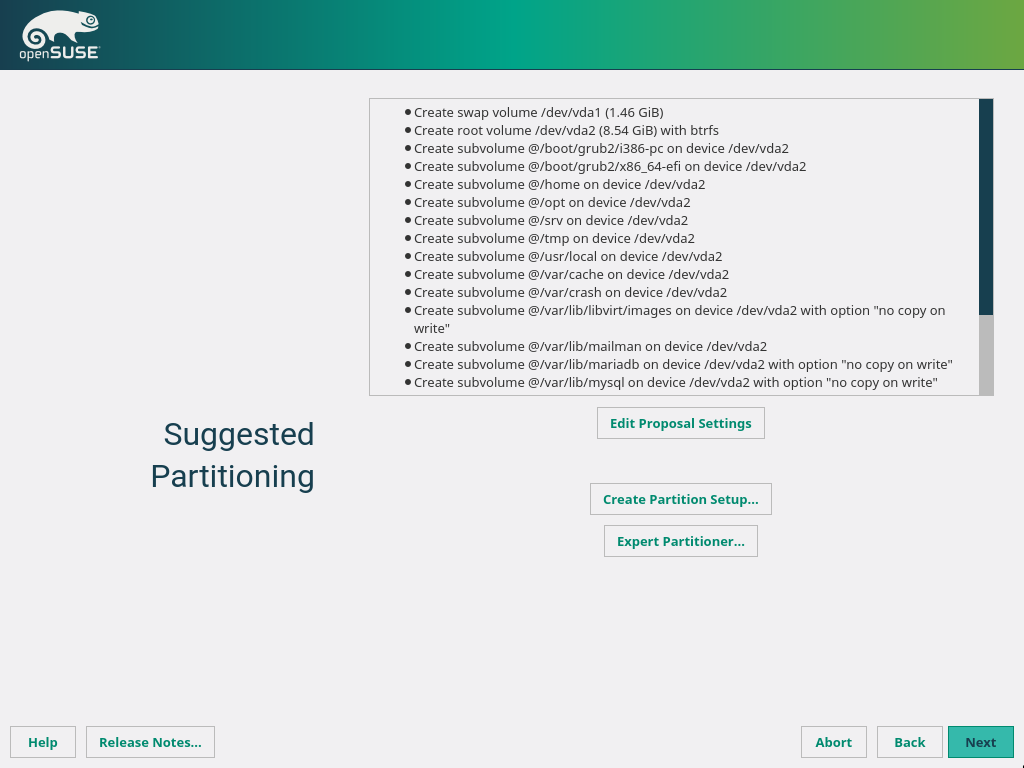 openSUSE
Create swap volume /dev/vda1 (1.46 GiB)
Create root volume /dev/vda2 (8.54 GiB) with btrfs
Create subvolume @/boot/grub2/i386-pc on device /dev/vda2
Create subvolume @/boot/grub2/x86_64-efi on device /dev/vda2
Create subvolume @/home on device /dev/vda2
Create subvolume @/opt on device /dev/vda2
Create subvolume @/srv on device /dev/vda2
Create subvolume @/tmp on device /dev/vda2
Create subvolume @/usr/local on device /dev/vda2
Create subvolume @/var/cache on device /dev/vda2
Create subvolume @/var/crash on device /dev/vda2
Create subvolume @/var/lib/libvirt/images on device /dev/vda2 with option "no copy on
write"
Create subvolume @/var/lib/mailman on device /dev/vda2
Create subvolume @/var/lib/mariadb on device /dev/vda2 with option "no copy on write"
Create subvolume @/var/lib/mysql on device /dev/vda2 with option "no copy on write"
Suggested
Partitioning
Edit Proposal Settings
Create Partition Setup...
Expert Partitioner...
Help
Release Notes...
Abort
Back
Next